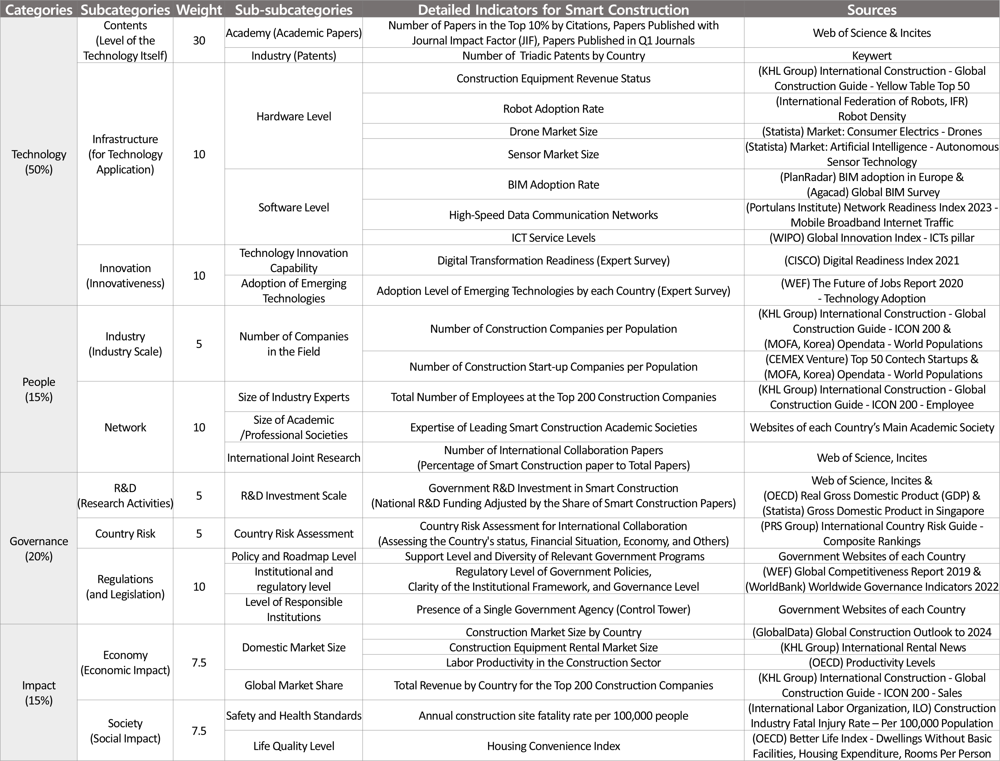 Categories Subcategories Weight Sub-subcategories Detailed Indicators for Smart Construction Sources
Technology
(50%)
Contents
(Level of the
Technology Itself)
30
Academy (Academic Papers)
Number of Papers in the Top 10% by Citations, Papers Published with
Journal Impact Factor (JIF), Papers Published in Q1 Journals
Web of Science & Incites
Industry (Patents)
Number of Triadic Patents by Country
Keywert
Infrastructure
(for Technology
Application)
10
Hardware Level
Construction Equipment Revenue Status
(KHL Group) International Construction - Global
Construction Guide - Yellow Table Top 50
Robot Adoption Rate
(International Federation of Robots, IFR)
Robot Density
Drone Market Size
(Statista) Market: Consumer Electrics - Drones
Sensor Market Size
(Statista) Market: Artificial Intelligence - Autonomous
Sensor Technology
Software Level
BIM Adoption Rate
(PlanRadar) BIM adoption in Europe &
(Agacad) Global BIM Survey
High-Speed Data Communication Networks
(Portulans Institute) Network Readiness Index 2023 -
Mobile Broadband Internet Traffic
ICT Service Levels
(WIPO) Global Innovation Index - ICTs pillar
Innovation
(Innovativeness)
10
Technology Innovation
Capability
Digital Transformation Readiness (Expert Survey)
(CISCO) Digital Readiness Index 2021
Adoption of Emerging
Technologies
Adoption Level of Emerging Technologies by each Country (Expert Survey)
(WEF) The Future of Jobs Report 2020
- Technology Adoption
People
(15%)
Industry
(Industry Scale)
5
Number of Companies
in the Field
Number of Construction Companies per Population
(KHL Group) International Construction - Global
Construction Guide - ICON 200 &
(MOFA, Korea) Opendata - World Populations
Number of Construction Start-up Companies per Population
(CEMEX Venture) Top 50 Contech Startups &
(MOFA, Korea) Opendata - World Populations
Network
10
Size of Industry Experts
Total Number of Employees at the Top 200 Construction Companies
(KHL Group) International Construction - Global
Construction Guide - ICON 200 - Employee
Size of Academic
/Professional Societies
Expertise of Leading Smart Construction Academic Societies
Websites of each Country’s Main Academic Society
International Joint Research
Number of International Collaboration Papers
(Percentage of Smart Construction paper to Total Papers)
Web of Science, Incites
Governance
(20%)
R&D
(Research Activities)
5
R&D Investment Scale
Government R&D Investment in Smart Construction
(National R&D Funding Adjusted by the Share of Smart Construction Papers)
Web of Science, Incites &
(OECD) Real Gross Domestic Product (GDP) &
(Statista) Gross Domestic Product in Singapore
Country Risk
5
Country Risk Assessment
Country Risk Assessment for International Collaboration
(Assessing the Country's status, Financial Situation, Economy, and Others)
(PRS Group) International Country Risk Guide -
Composite Rankings
Regulations
(and Legislation)
10
Policy and Roadmap Level
Support Level and Diversity of Relevant Government Programs
Government Websites of each Country
Institutional and
regulatory level
Regulatory Level of Government Policies,
Clarity of the Institutional Framework, and Governance Level
(WEF) Global Competitiveness Report 2019 &
(WorldBank) Worldwide Governance Indicators 2022
Level of Responsible
Institutions
Presence of a Single Government Agency (Control Tower)
Government Websites of each Country
Impact
(15%)
Economy
(Economic Impact)
7.5
Domestic Market Size
Construction Market Size by Country
(GlobalData) Global Construction Outlook to 2024
Construction Equipment Rental Market Size
(KHL Group) International Rental News
Labor Productivity in the Construction Sector
(OECD) Productivity Levels
Global Market Share
Total Revenue by Country for the Top 200 Construction Companies
(KHL Group) International Construction - Global
Construction Guide - ICON 200 - Sales
Society
(Social Impact)
7.5
Safety and Health Standards
Annual construction site fatality rate per 100,000 people
(International Labor Organization, ILO) Construction
Industry Fatal Injury Rate – Per 100,000 Population
Life Quality Level
Housing Convenience Index
(OECD) Better Life Index - Dwellings Without Basic
Facilities, Housing Expenditure, Rooms Per Person